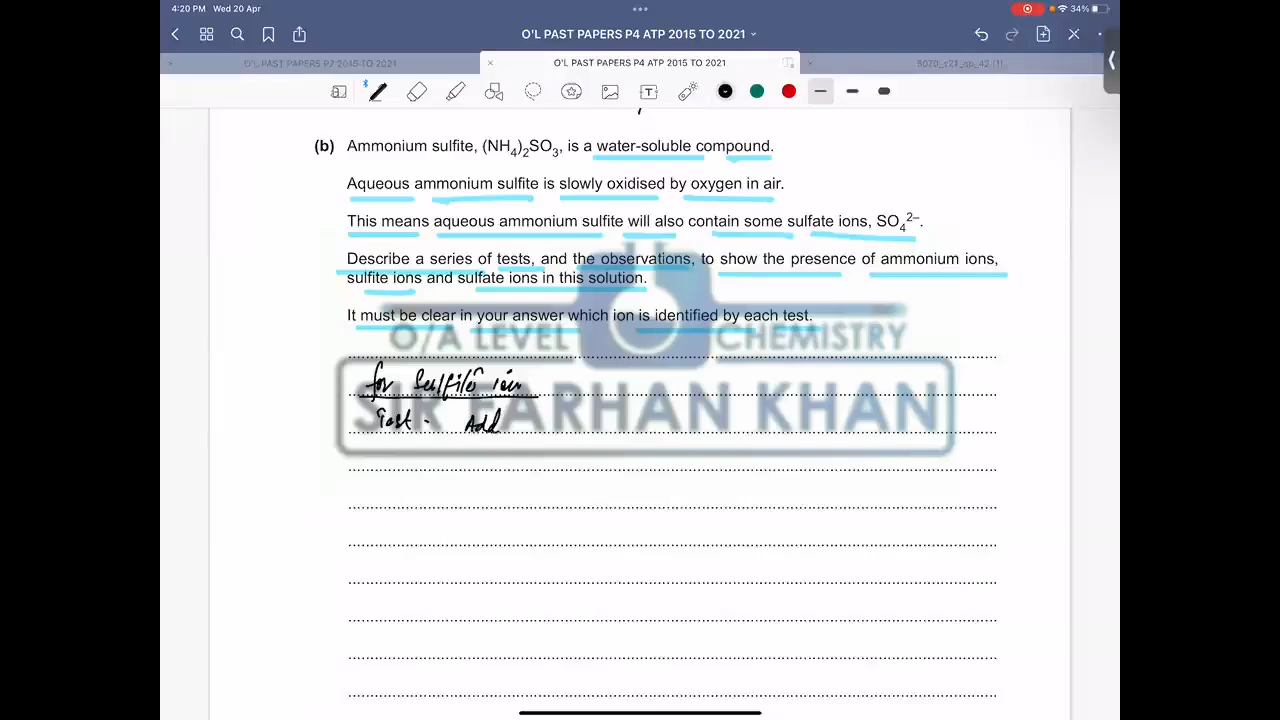 4:20 PM Wed 20 Apr
34%
O'L PAST PAPERS P4 ATP 2015 TO 2021
O'L PAST PAPERS P2 2015 TO 2021
O'L PAST PAPERS P4 ATP 2015 TO 2021
5070_s21_qp_42 (1)
(b) Ammonium sulfite, (NH4)2SO3, is a water-soluble compound.
Aqueous ammonium sulfite is slowly oxidised by oxygen in air.
This means aqueous ammonium sulfite will also contain some sulfate ions, SO4²⁻.
Describe a series of tests, and the observations, to show the presence of ammonium ions,
sulfite ions and sulfate ions in this solution.
It must be clear in your answer which ion is identified by each test.
O/A LEVEL CHEMISTRY
for Sulfite ion
SIR FARHAN KHAN
Test - Add